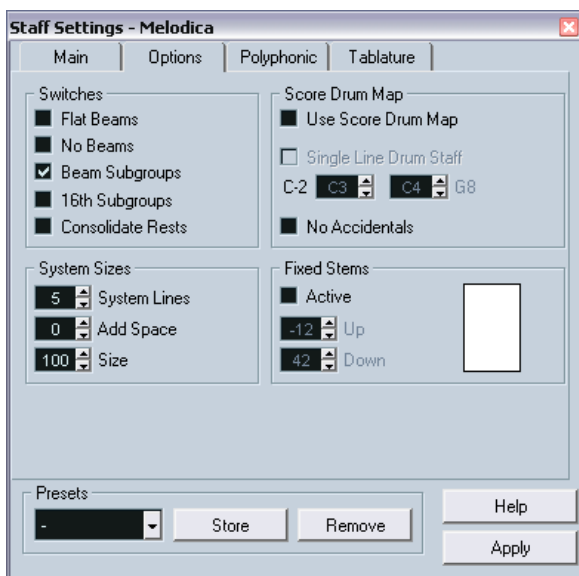 Staff Settings - Melodica
Main Options Polyphonic Tablature
Switches
Flat Beams
No Beams
Beam Subgroups
16th Subgroups
Consolidate Rests
Score Drum Map
Use Score Drum Map
Single Line Drum Staff
C-2 C3 C4 G8
No Accidentals
System Sizes
5 System Lines
0 Add Space
100 Size
Fixed Stems
Active
-12 Up
42 Down
Presets
- Store Remove
Help
Apply